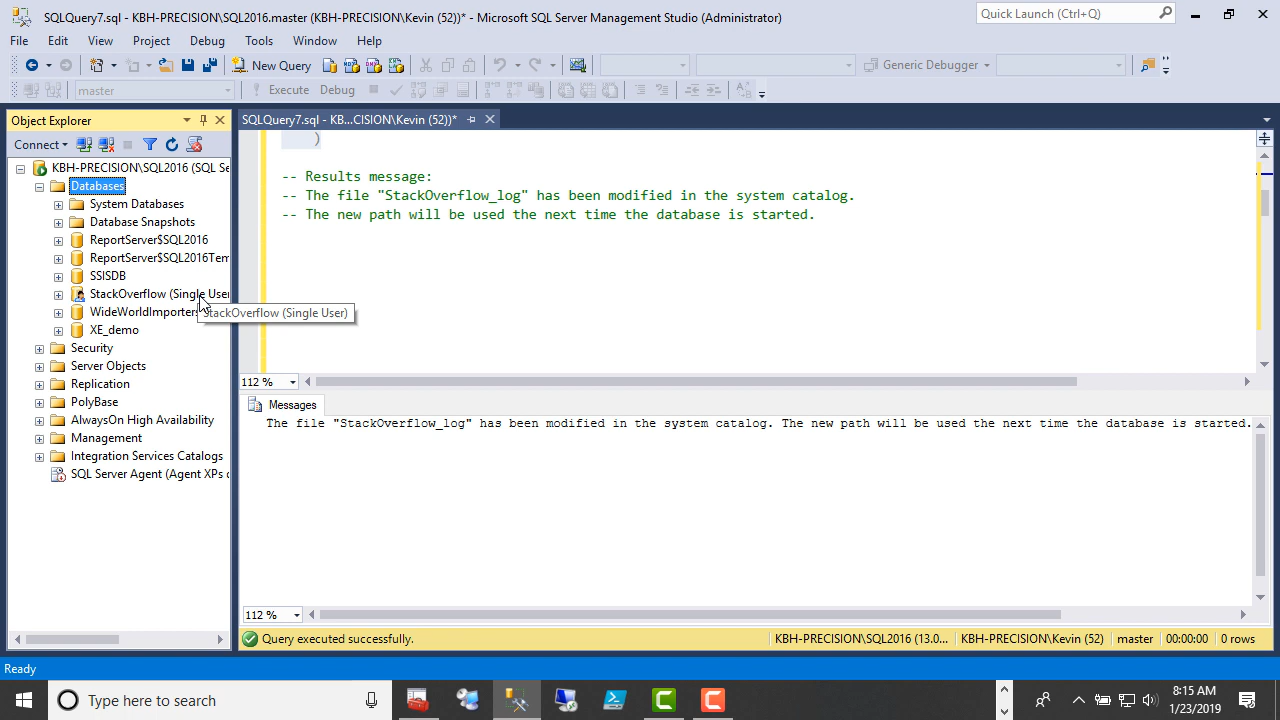 SQLQuery7.sql - KBH-PRECISION\SQL2016.master (KBH-PRECISION\Kevin (52))* - Microsoft SQL Server Management Studio (Administrator)
Quick Launch (Ctrl+Q)
File Edit View Project Debug Tools Window Help
New Query
Generic Debugger
master
Execute Debug
Object Explorer
SQLQuery7.sql - KB...CISION\Kevin (52))*
Connect
KBH-PRECISION\SQL2016 (SQL Se
Databases
System Databases
Database Snapshots
ReportServer$SQL2016
ReportServer$SQL2016Tem
SSISDB
StackOverflow (Single User
StackOverflow (Single User)
WideWorldImporters
XE_demo
Security
Server Objects
Replication
PolyBase
AlwaysOn High Availability
Management
Integration Services Catalogs
SQL Server Agent (Agent XPs d
)
-- Results message:
-- The file "StackOverflow_log" has been modified in the system catalog.
-- The new path will be used the next time the database is started.
112 %
Messages
The file "StackOverflow_log" has been modified in the system catalog. The new path will be used the next time the database is started.
112 %
Query executed successfully.
KBH-PRECISION\SQL2016 (13.0... KBH-PRECISION\Kevin (52) master 00:00:00 0 rows
Ready
Type here to search
8:15 AM
1/23/2019